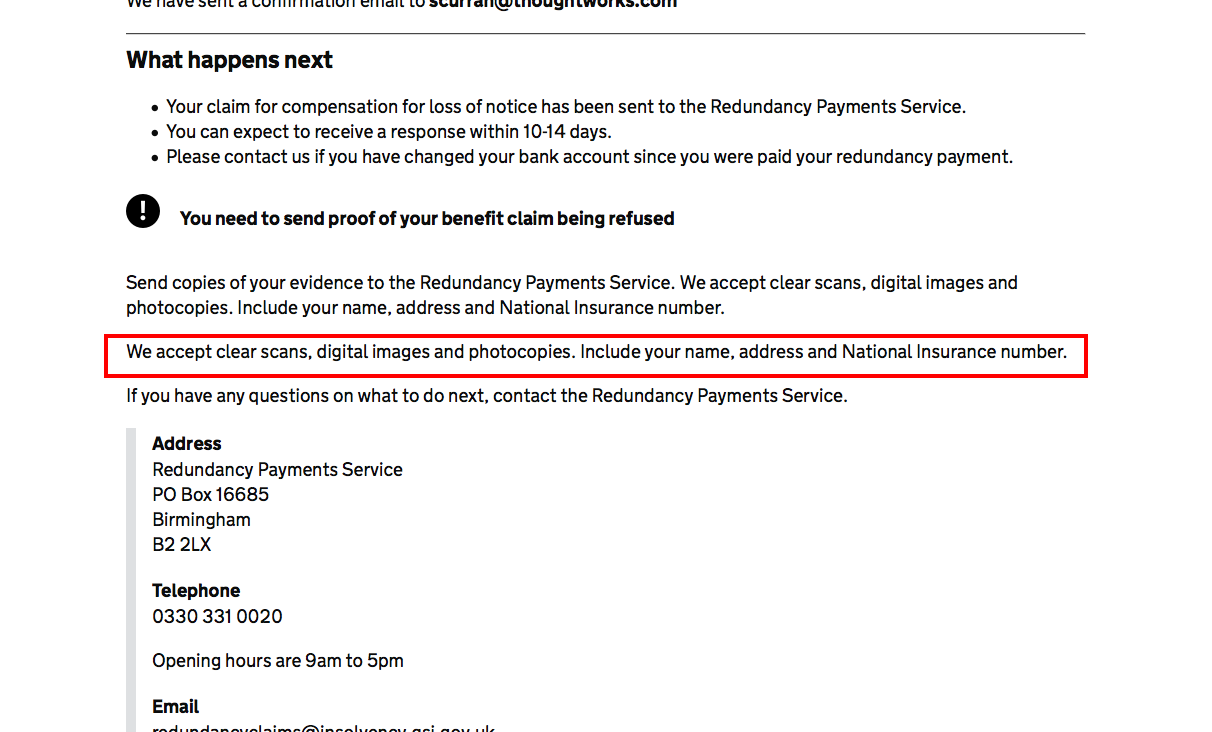 We have sent a confirmation email to scurran@thoughtworks.com
What happens next
Your claim for compensation for loss of notice has been sent to the Redundancy Payments Service.
You can expect to receive a response within 10-14 days.
Please contact us if you have changed your bank account since you were paid your redundancy payment.
! You need to send proof of your benefit claim being refused
Send copies of your evidence to the Redundancy Payments Service. We accept clear scans, digital images and
photocopies. Include your name, address and National Insurance number.
We accept clear scans, digital images and photocopies. Include your name, address and National Insurance number.
If you have any questions on what to do next, contact the Redundancy Payments Service.
Address
Redundancy Payments Service
PO Box 16685
Birmingham
B2 2LX
Telephone
0330 331 0020
Opening hours are 9am to 5pm
Email
redundancyclaims@insolvency.gsi.gov.uk